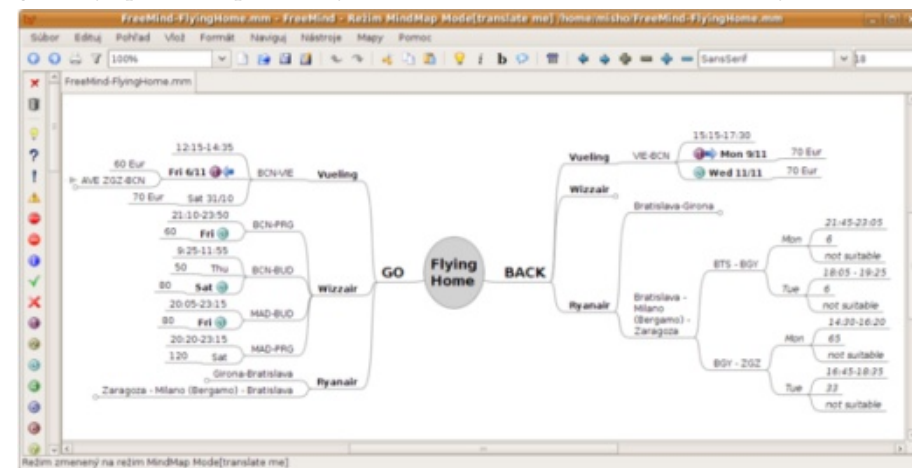 FreeMind-FlyingHome.mm - FreeMind - Režim MindMap Mode[translate me] /home/misho/FreeMind-FlyingHome.mm
Súbor Edituj Pohľad Vlož Formát Naviguj Nástroje Mapy Pomoc
100%
SansSerif
18
FreeMind-FlyingHome.mm
12:15-14:35
60 Eur
Fri 6/11
AVE ZGZ-BCN
70 Eur
Sat 31/10
BCN-VIE
Vueling
21:10-23:50
60
Fri
BCN-PRG
9:25-11:55
50
Thu
80
Sat
BCN-BUD
20:05-23:15
80
Fri
MAD-BUD
20:20-23:15
120
Sat
MAD-PRG
Wizzair
Girona-Bratislava
Zaragoza - Milano (Bergamo) - Bratislava
Ryanair
GO
Flying
Home
BACK
Vueling
VIE-BCN
15:15-17:30
Mon 9/11
70 Eur
Wed 11/11
70 Eur
Wizzair
Ryanair
Bratislava-Girona
Bratislava -
Milano
(Bergamo) -
Zaragoza
BTS - BGY
Mon
21:45-23:05
6
not suitable
Tue
18:05 - 19:25
6
not suitable
BGY - ZGZ
Mon
14:30-16:20
65
not suitable
Tue
16:45-18:35
33
not suitable
Režim zmenený na režim MindMap Mode[translate me]